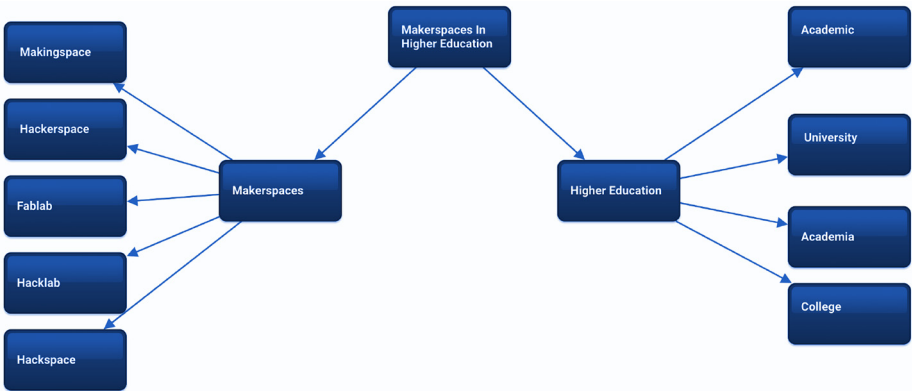 Makerspaces In
Higher Education
Makerspaces
Makingspace
Hackerspace
Fablab
Hacklab
Hackspace
Higher Education
Academic
University
Academia
College